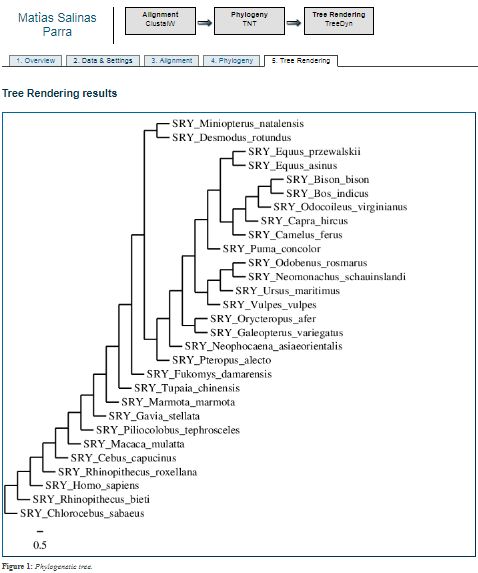 Matías Salinas
Parra
Alignment
ClustalW
Phylogeny
TNT
Tree Rendering
TreeDyn
1. Overview
2. Data & Settings
3. Alignment
4. Phylogeny
5. Tree Rendering
Tree Rendering results
SRY_Miniopterus_natalensis
SRY_Desmodus_rotundus
SRY_Equus_przewalskii
SRY_Equus_asinus
SRY_Bison_bison
SRY_Bos_indicus
SRY_Odocoileus_virginianus
SRY_Capra_hircus
SRY_Camelus_ferus
SRY_Puma_concolor
SRY_Odobenus_rosmarus
SRY_Neomonachus_schauinslandi
SRY_Ursus_maritimus
SRY_Vulpes_vulpes
SRY_Orycteropus_afer
SRY_Galeopterus_variegatus
SRY_Neophocaena_asiaeorientalis
SRY_Pteropus_alecto
SRY_Fukomys_damarensis
SRY_Tupaia_chinensis
SRY_Marmota_marmota
SRY_Gavia_stellata
SRY_Piliocolobus_tephrosceles
SRY_Macaca_mulatta
SRY_Cebus_capucinus
SRY_Rhinopithecus_roxellana
SRY_Homo_sapiens
SRY_Rhinopithecus_bieti
SRY_Chlorocebus_sabaeus
0.5
Figure 1: Phylogenatic tree.